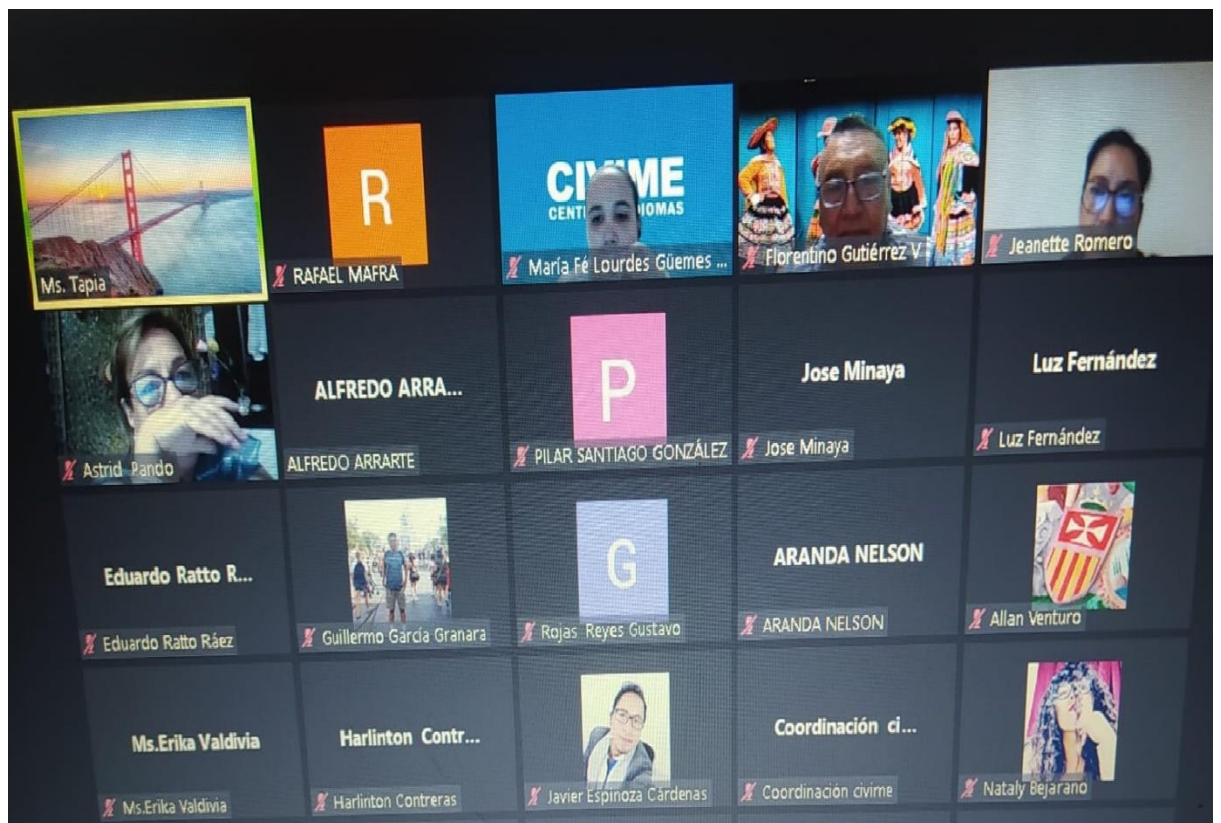 Ms. Tapia
R
RAFAEL MAFRA
CIVIME
CENT IDIOMAS
María Fé Lourdes Güemes ...
Florentino Gutiérrez V
Jeanette Romero
Astrid Pando
ALFREDO ARRA...
ALFREDO ARRARTE
P
PILAR SANTIAGO GONZÁLEZ
Jose Minaya
Jose Minaya
Luz Fernández
Luz Fernández
Eduardo Ratto R...
Eduardo Ratto Ráez
Guillermo García Granara
G
Rojas Reyes Gustavo
ARANDA NELSON
ARANDA NELSON
Allan Venturo
Ms.Erika Valdivia
Ms.Erika Valdivia
Harlinton Contr...
Harlinton Contreras
Javier Espinoza Cárdenas
Coordinación ci...
Coordinación civime
Nataly Bejarano